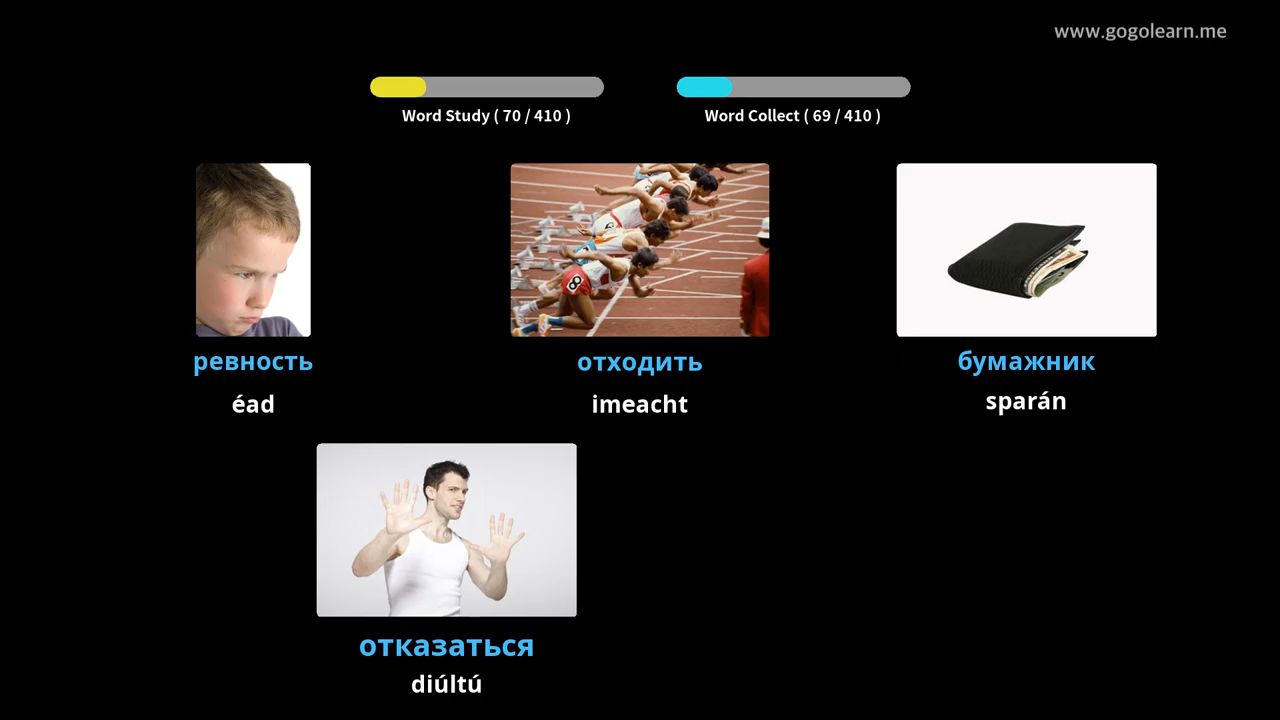 www.gogolearn.me
Word Study ( 70 / 410 )
Word Collect ( 69 / 410 )
ревность
отходить
бумажник
éad
imeacht
sparán
отказаться
diúltú